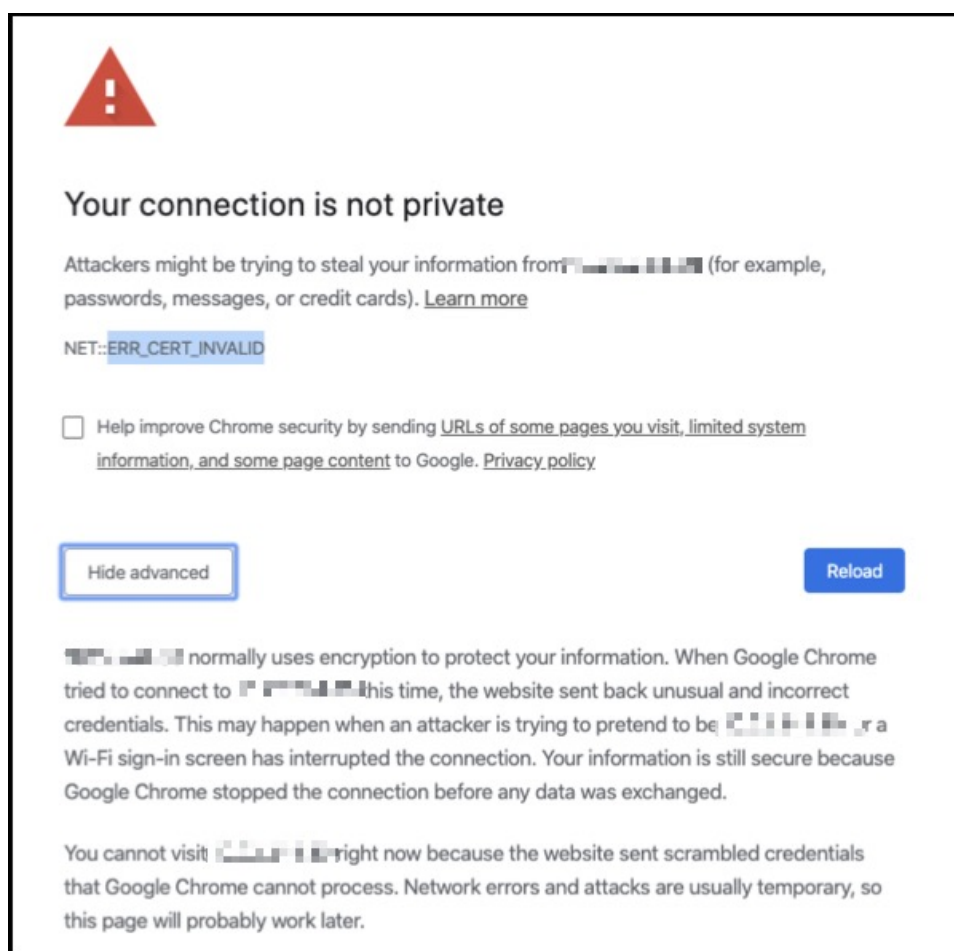 Your connection is not private
Attackers might be trying to steal your information from (for example,
passwords, messages, or credit cards). Learn more
NET::ERR_CERT_INVALID
Help improve Chrome security by sending URLs of some pages you visit, limited system
information, and some page content to Google. Privacy policy
Hide advanced
Reload
normally uses encryption to protect your information. When Google Chrome
tried to connect to this time, the website sent back unusual and incorrect
credentials. This may happen when an attacker is trying to pretend to be r a
Wi-Fi sign-in screen has interrupted the connection. Your information is still secure because
Google Chrome stopped the connection before any data was exchanged.
You cannot visit right now because the website sent scrambled credentials
that Google Chrome cannot process. Network errors and attacks are usually temporary, so
this page will probably work later.